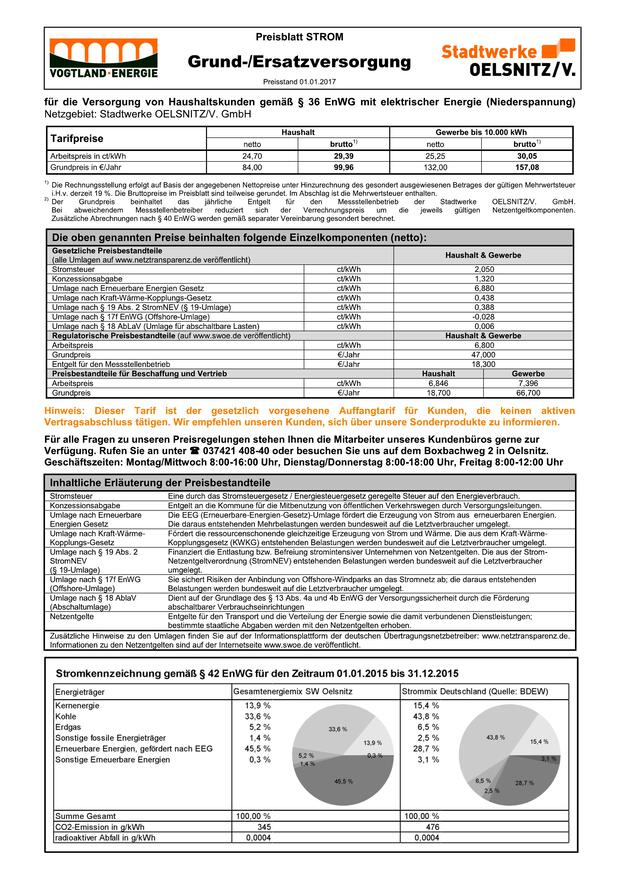 Preisblatt STROM
VOGTLAND·ENERGIE
Grund-/Ersatzversorgung
Stadtwerke
OELSNITZ/V.
Preisstand 01.01.2017
für die Versorgung von Haushaltskunden gemäß § 36 EnWG mit elektrischer Energie (Niederspannung)
Netzgebiet: Stadtwerke OELSNITZ/V. GmbH
Tarifpreise Haushalt Gewerbe bis 10.000 kWh
netto brutto1) netto brutto1)
Arbeitspreis in ct/kWh 24,70 29,39 25,25 30,05
Grundpreis in €/Jahr 84,00 99,96 132,00 157,08
1) Die Rechnungsstellung erfolgt auf Basis der angegebenen Nettopreise unter Hinzurechnung des gesondert ausgewiesenen Betrages der gültigen Mehrwertsteuer
i.H.v. derzeit 19 %. Die Bruttopreise im Preisblatt sind teilweise gerundet. Im Abschlag ist die Mehrwertsteuer enthalten.
2) Der Grundpreis beinhaltet das jährliche Entgelt für den Messstellenbetrieb der Stadtwerke OELSNITZ/V. GmbH.
Bei abweichendem Messstellenbetreiber reduziert sich der Verrechnungspreis um die jeweils gültigen Netzentgeltkomponenten.
Zusätzliche Abrechnungen nach § 40 EnWG werden gemäß separater Vereinbarung gesondert berechnet.
Die oben genannten Preise beinhalten folgende Einzelkomponenten (netto):
Gesetzliche Preisbestandteile
(alle Umlagen auf www.netztransparenz.de veröffentlicht) Haushalt & Gewerbe
Stromsteuer ct/kWh 2,050
Konzessionsabgabe ct/kWh 1,320
Umlage nach Erneuerbare Energien Gesetz ct/kWh 6,880
Umlage nach Kraft-Wärme-Kopplungs-Gesetz ct/kWh 0,438
Umlage nach § 19 Abs. 2 StromNEV (§ 19-Umlage) ct/kWh 0,388
Umlage nach § 17f EnWG (Offshore-Umlage) ct/kWh -0,028
Umlage nach § 18 AbLaV (Umlage für abschaltbare Lasten) ct/kWh 0,006
Regulatorische Preisbestandteile (auf www.swoe.de veröffentlicht) Haushalt & Gewerbe
Arbeitspreis ct/kWh 6,800
Grundpreis €/Jahr 47,000
Entgelt für den Messstellenbetrieb €/Jahr 18,300
Preisbestandteile für Beschaffung und Vertrieb Haushalt Gewerbe
Arbeitspreis ct/kWh 6,846 7,396
Grundpreis €/Jahr 18,700 66,700
Hinweis: Dieser Tarif ist der gesetzlich vorgesehene Auffangtarif für Kunden, die keinen aktiven
Vertragsabschluss tätigen. Wir empfehlen unseren Kunden, sich über unsere Sonderprodukte zu informieren.
Für alle Fragen zu unseren Preisregelungen stehen Ihnen die Mitarbeiter unseres Kundenbüros gerne zur
Verfügung. Rufen Sie an unter ☎ 037421 408-40 oder besuchen Sie uns auf dem Boxbachweg 2 in Oelsnitz.
Geschäftszeiten: Montag/Mittwoch 8:00-16:00 Uhr, Dienstag/Donnerstag 8:00-18:00 Uhr, Freitag 8:00-12:00 Uhr
Inhaltliche Erläuterung der Preisbestandteile
Stromsteuer Eine durch das Stromsteuergesetz / Energiesteuergesetz geregelte Steuer auf den Energieverbrauch.
Konzessionsabgabe Entgelt an die Kommune für die Mitbenutzung von öffentlichen Verkehrswegen durch Versorgungsleitungen.
Umlage nach Erneuerbare Die EEG (Erneuerbare-Energien-Gesetz)-Umlage fördert die Erzeugung von Strom aus erneuerbaren Energien.
Energien Gesetz Die daraus entstehenden Mehrbelastungen werden bundesweit auf die Letztverbraucher umgelegt.
Umlage nach Kraft-Wärme- Fördert die ressourcenschonende gleichzeitige Erzeugung von Strom und Wärme. Die aus dem Kraft-Wärme-
Kopplungs-Gesetz Kopplungsgesetz (KWKG) entstehenden Belastungen werden bundesweit auf die Letztverbraucher umgelegt.
Umlage nach § 19 Abs. 2 Finanziert die Entlastung bzw. Befreiung stromintensiver Unternehmen von Netzentgelten. Die aus der Strom-
StromNEV Netzentgeltverordnung (StromNEV) entstehenden Belastungen werden bundesweit auf die Letztverbraucher
(§ 19-Umlage) umgelegt.
Umlage nach § 17f EnWG Sie sichert Risiken der Anbindung von Offshore-Windparks an das Stromnetz ab; die daraus entstehenden
(Offshore-Umlage) Belastungen werden bundesweit auf die Letztverbraucher umgelegt.
Umlage nach § 18 AblaV Dient auf der Grundlage des § 13 Abs. 4a und 4b EnWG der Versorgungssicherheit durch die Förderung
(Abschaltumlage) abschaltbarer Verbrauchseinrichtungen
Netzentgelte Entgelte für den Transport und die Verteilung der Energie sowie die damit verbundenen Dienstleistungen;
bestimmte staatliche Abgaben werden mit den Netzentgelten erhoben.
Zusätzliche Hinweise zu den Umlagen finden Sie auf der Informationsplattform der deutschen Übertragungsnetzbetreiber: www.netztransparenz.de.
Informationen zu den Netzentgelten sind auf der Internetseite www.swoe.de veröffentlicht.
Stromkennzeichnung gemäß § 42 EnWG für den Zeitraum 01.01.2015 bis 31.12.2015
Energieträger Gesamtenergiemix SW Oelsnitz Strommix Deutschland (Quelle: BDEW)
Kernenergie 13,9 % 15,4 %
Kohle 33,6 % 43,8 %
Erdgas 5,2 % 6,5 %
Sonstige fossile Energieträger 1,4 % 2,5 %
Erneuerbare Energien, gefördert nach EEG 45,5 % 28,7 %
Sonstige Erneuerbare Energien 0,3 % 3,1 %
33,6 %
13,9 %
5,2 %
0,3 %
1,4 %
45,5 %
43,8 %
15,4 %
3,1 %
6,5 %
28,7 %
2,5 %
Summe Gesamt 100,00 % 100,00 %
CO2-Emission in g/kWh 345 476
radioaktiver Abfall in g/kWh 0,0004 0,0004